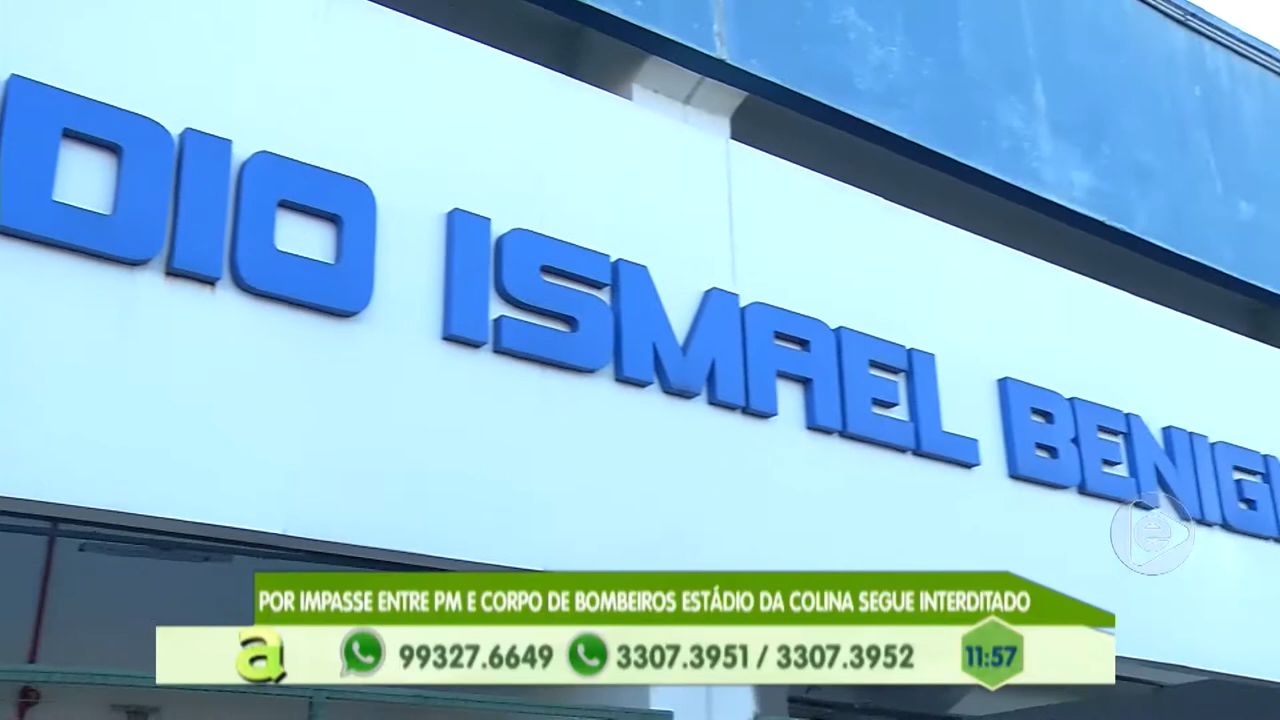 DIO ISMAEL BENIG
POR IMPASSE ENTRE PM E CORPO DE BOMBEIROS ESTÁDIO DA COLINA SEGUE INTERDITADO
a 99327.6649 3307.3951 / 3307.3952 11:57
e